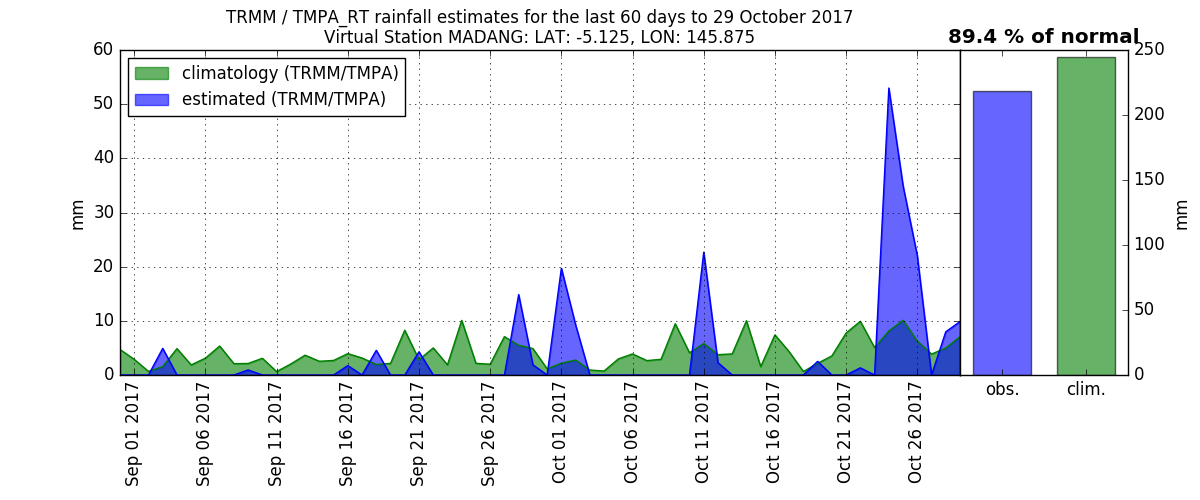 TRMM / TMPA_RT rainfall estimates for the last 60 days to 29 October 2017
Virtual Station MADANG: LAT: -5.125, LON: 145.875
89.4 % of normal
climatology (TRMM/TMPA)
estimated (TRMM/TMPA)
mm
60
50
40
30
20
10
0
Sep 01 2017
Sep 06 2017
Sep 11 2017
Sep 16 2017
Sep 21 2017
Sep 26 2017
Oct 01 2017
Oct 06 2017
Oct 11 2017
Oct 16 2017
Oct 21 2017
Oct 26 2017
obs.
clim.
250
200
150
100
50
0
mm